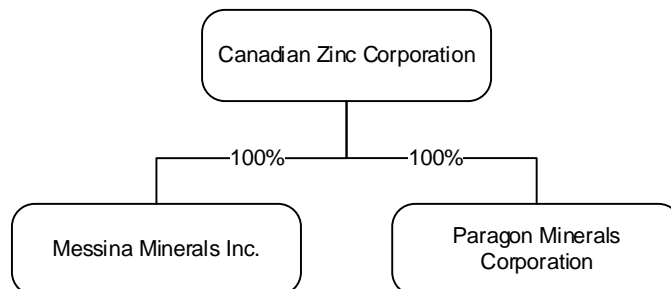 Canadian Zinc Corporation
100% 100%
Messina Minerals Inc.
Paragon Minerals
Corporation